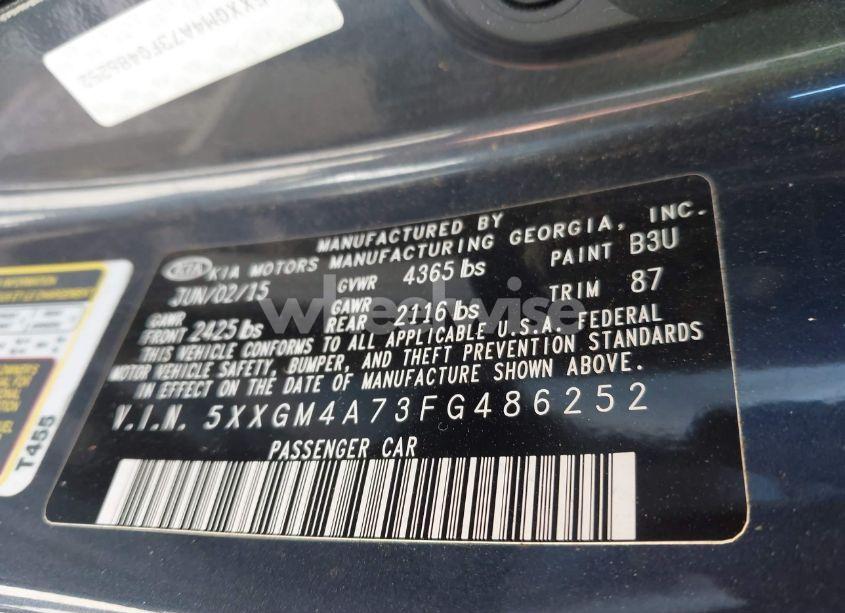 5XXGM4A73FG486252
MANUFACTURED BY
KIA KIA MOTORS MANUFACTURING GEORGIA, INC.
JUN/02/15 GVWR 4365 lbs PAINT B3U
GAWR FRONT 2425 lbs GAWR REAR 2116 lbs TRIM 87
THIS VEHICLE CONFORMS TO ALL APPLICABLE U.S.A. FEDERAL
MOTOR VEHICLE SAFETY, BUMPER, AND THEFT PREVENTION STANDARDS
IN EFFECT ON THE DATE OF MANUFACTURE SHOWN ABOVE.
V.I.N. 5XXGM4A73FG486252
PASSENGER CAR
T455
wheelwise